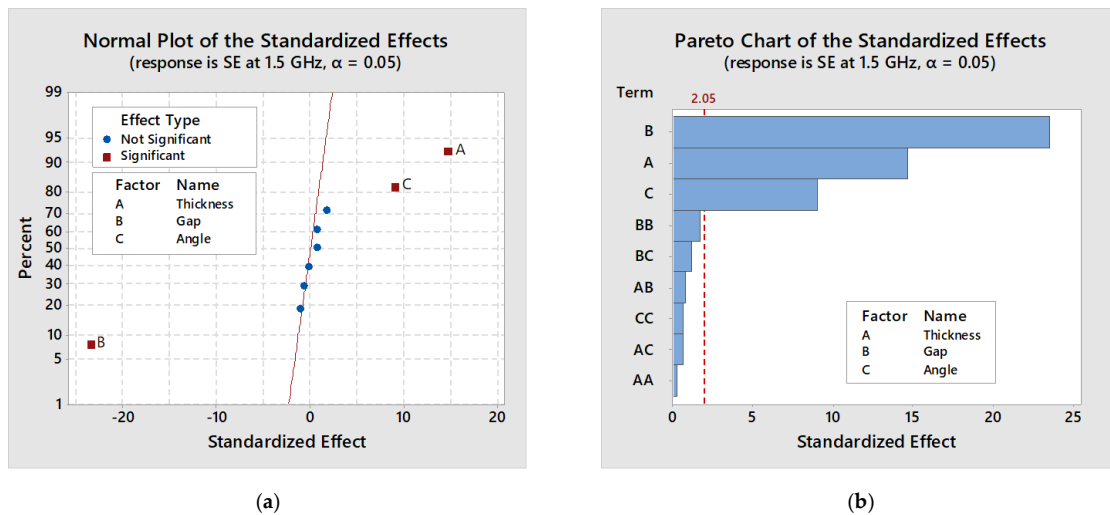 Normal Plot of the Standardized Effects
(response is SE at 1.5 GHz, α = 0.05)
99
95
90
80
70
60
50
40
30
20
10
5
1
Percent
Effect Type
Not Significant
Significant
Factor Name
A Thickness
B Gap
C Angle
A
C
B
-20 -10 0 10 20
Standardized Effect
(a)
Pareto Chart of the Standardized Effects
(response is SE at 1.5 GHz, α = 0.05)
Term
2.05
B
A
C
BB
BC
AB
CC
AC
AA
Factor Name
A Thickness
B Gap
C Angle
0 5 10 15 20 25
Standardized Effect
(b)